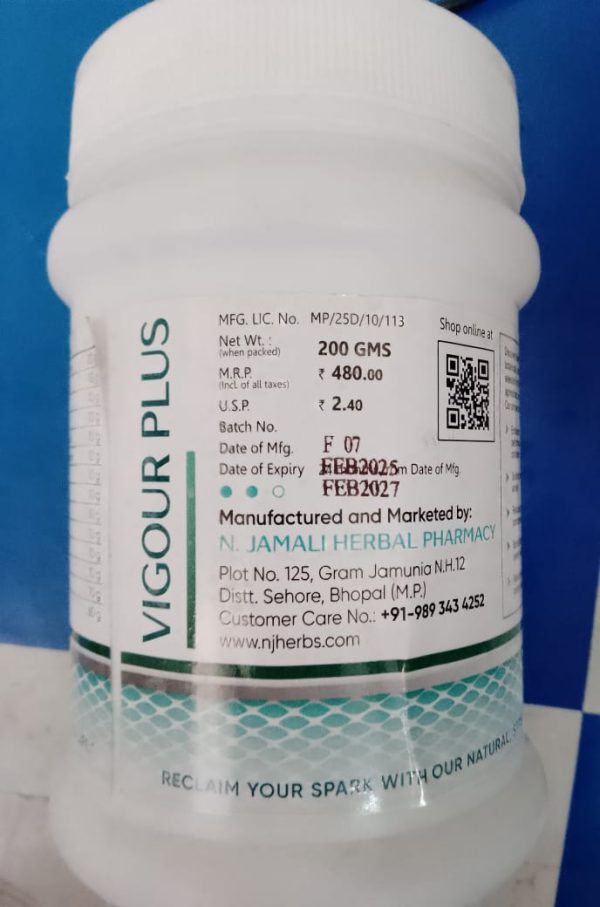 VIGOUR PLUS
MFG. LIC. No. MP/25D/10/113
Net Wt. : 200 GMS
(when packed)
M.R.P. ₹ 480.00
(Incl. of all taxes)
U.S.P. ₹ 2.40
Batch No. F 07
Date of Mfg. FEB2025
Date of Expiry m Date of Mfg.
FEB2027
Shop online at
Manufactured and Marketed by:
N. JAMALI HERBAL PHARMACY
Plot No. 125, Gram Jamunia N.H.12
Distt. Sehore, Bhopal (M.P.)
Customer Care No.: +91-989 343 4252
www.njherbs.com
RECLAIM YOUR SPARK WITH OUR NATURAL,